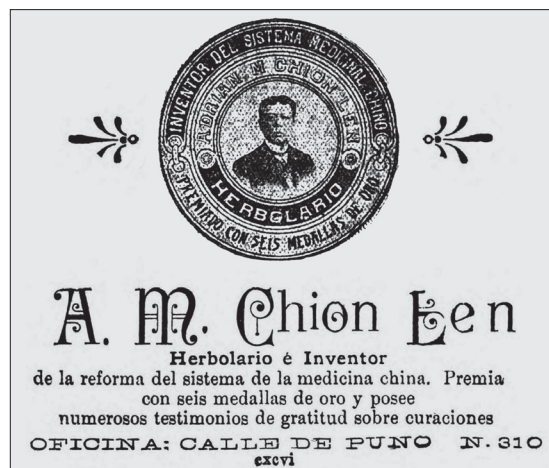 INVENTOR DEL SISTEMA MEDICINAL CHINO
ADRIAN M CHION LEN
HERBOLARIO
PREMIADO CON SEIS MEDALLAS DE ORO
A. M. Chion Len
Herbolario é Inventor
de la reforma del sistema de la medicina china. Premia
con seis medallas de oro y posee
numerosos testimonios de gratitud sobre curaciones
OFICINA: CALLE DE PUNO N. 310
cxcvi